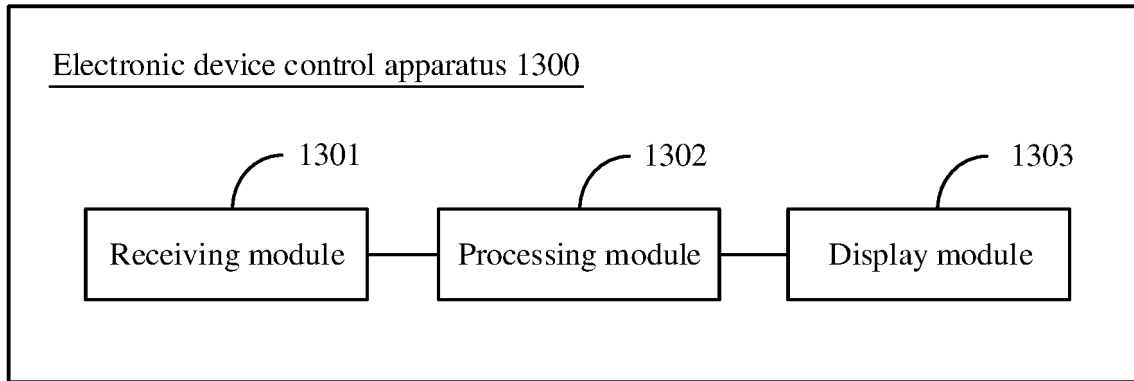 Electronic device control apparatus 1300
1301
1302
1303
Receiving module
Processing module
Display module